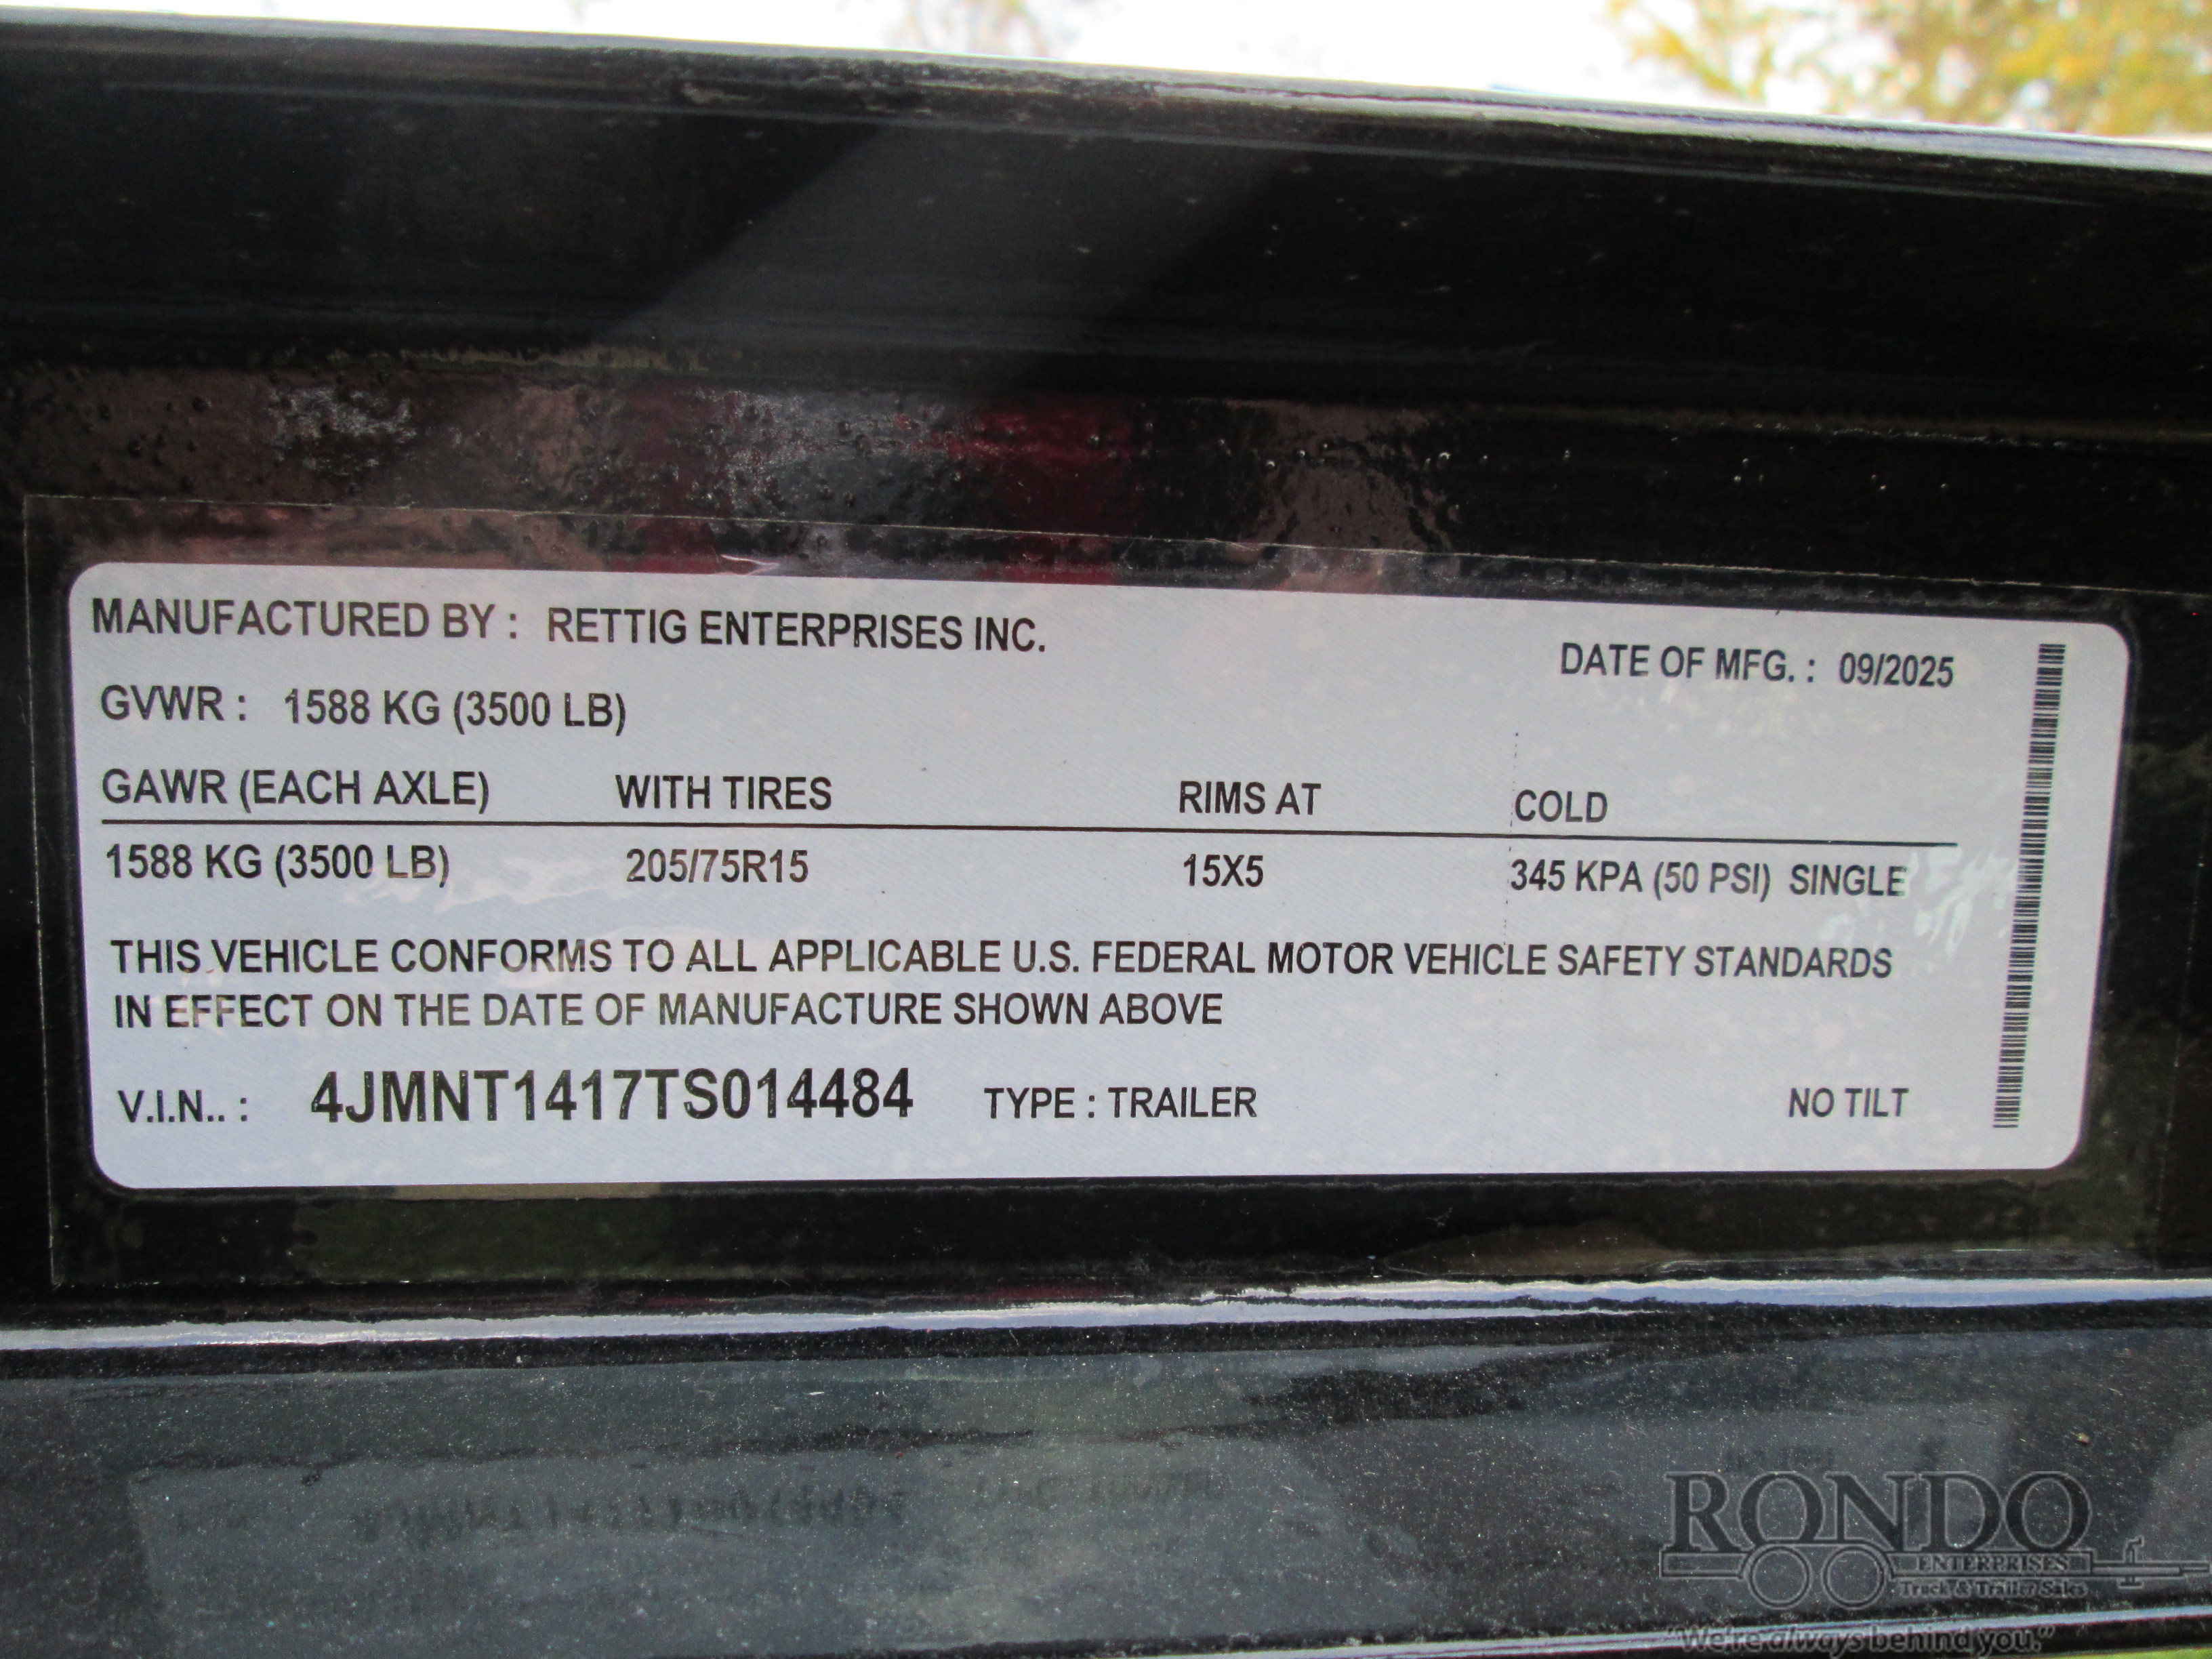 MANUFACTURED BY : RETTIG ENTERPRISES INC.
DATE OF MFG. : 09/2025
GVWR : 1588 KG (3500 LB)
GAWR (EACH AXLE) WITH TIRES RIMS AT COLD
1588 KG (3500 LB) 205/75R15 15X5 345 KPA (50 PSI) SINGLE
THIS VEHICLE CONFORMS TO ALL APPLICABLE U.S. FEDERAL MOTOR VEHICLE SAFETY STANDARDS
IN EFFECT ON THE DATE OF MANUFACTURE SHOWN ABOVE
V.I.N.. : 4JMNT1417TS014484 TYPE : TRAILER NO TILT
RONDO
ENTERPRISES
Truck & Trailer Sales
"We're always behind you."